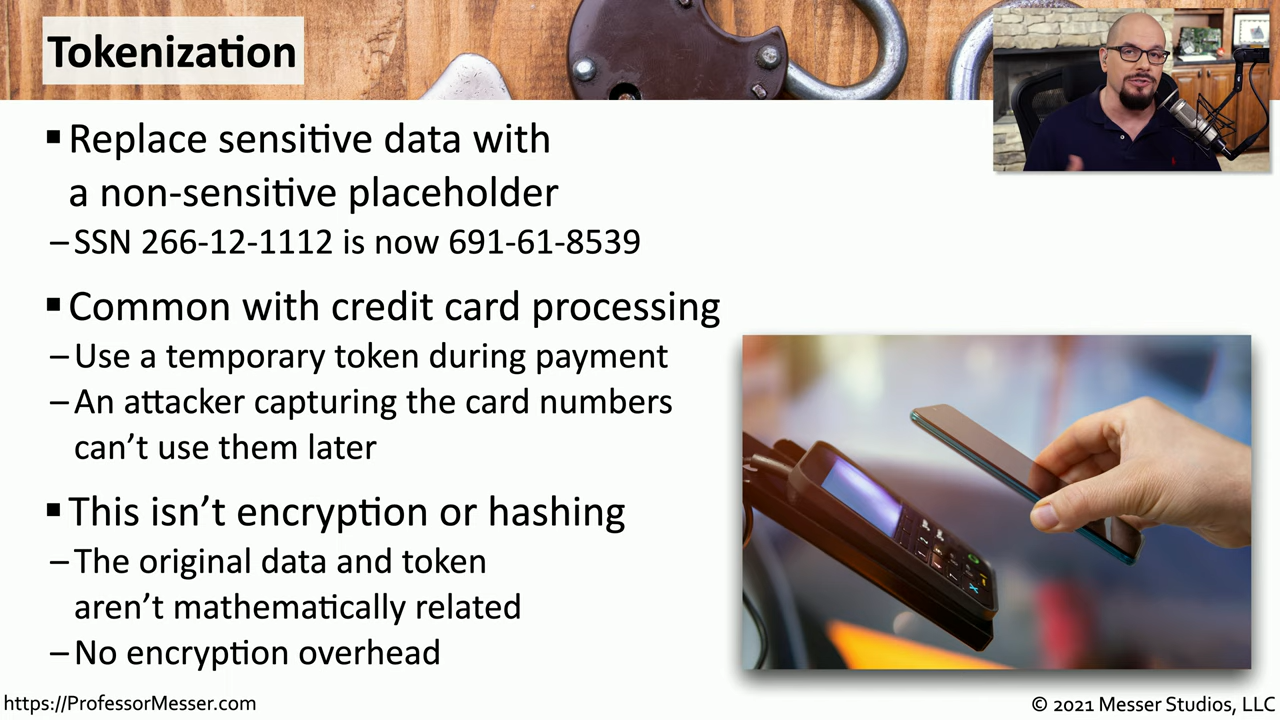 Tokenization
▪ Replace sensitive data with
a non-sensitive placeholder
– SSN 266-12-1112 is now 691-61-8539
▪ Common with credit card processing
– Use a temporary token during payment
– An attacker capturing the card numbers
can’t use them later
▪ This isn’t encryption or hashing
– The original data and token
aren’t mathematically related
– No encryption overhead
https://ProfessorMesser.com
© 2021 Messer Studios, LLC